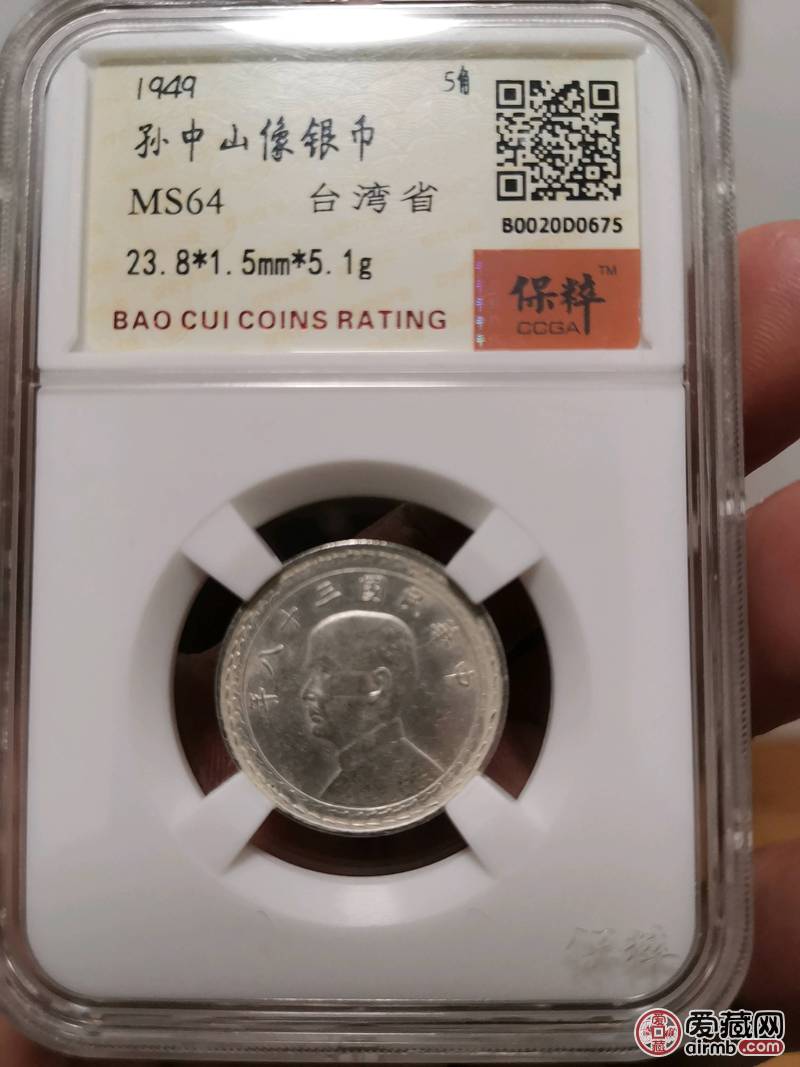 1949 5角
孙中山像银币
MS64 台湾省
B0020D0675
23.8*1.5mm*5.1g
保粹™
CCGA
BAO CUI COINS RATING
中華民國三十八年
保粹
爱藏网
airmb.com